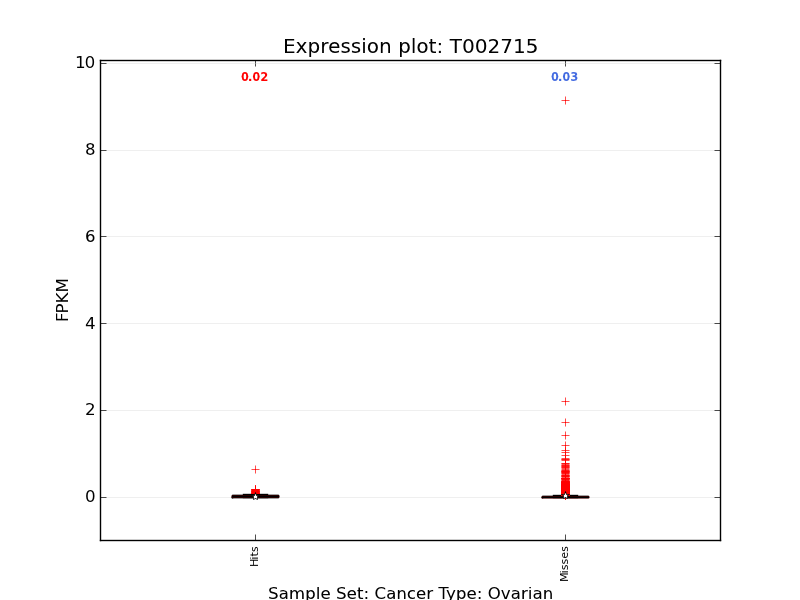 Expression plot: T002715
10
0.02
0.03
8
6
FPKM
4
2
0
Hits
Misses
Sample Set: Cancer Type: Ovarian